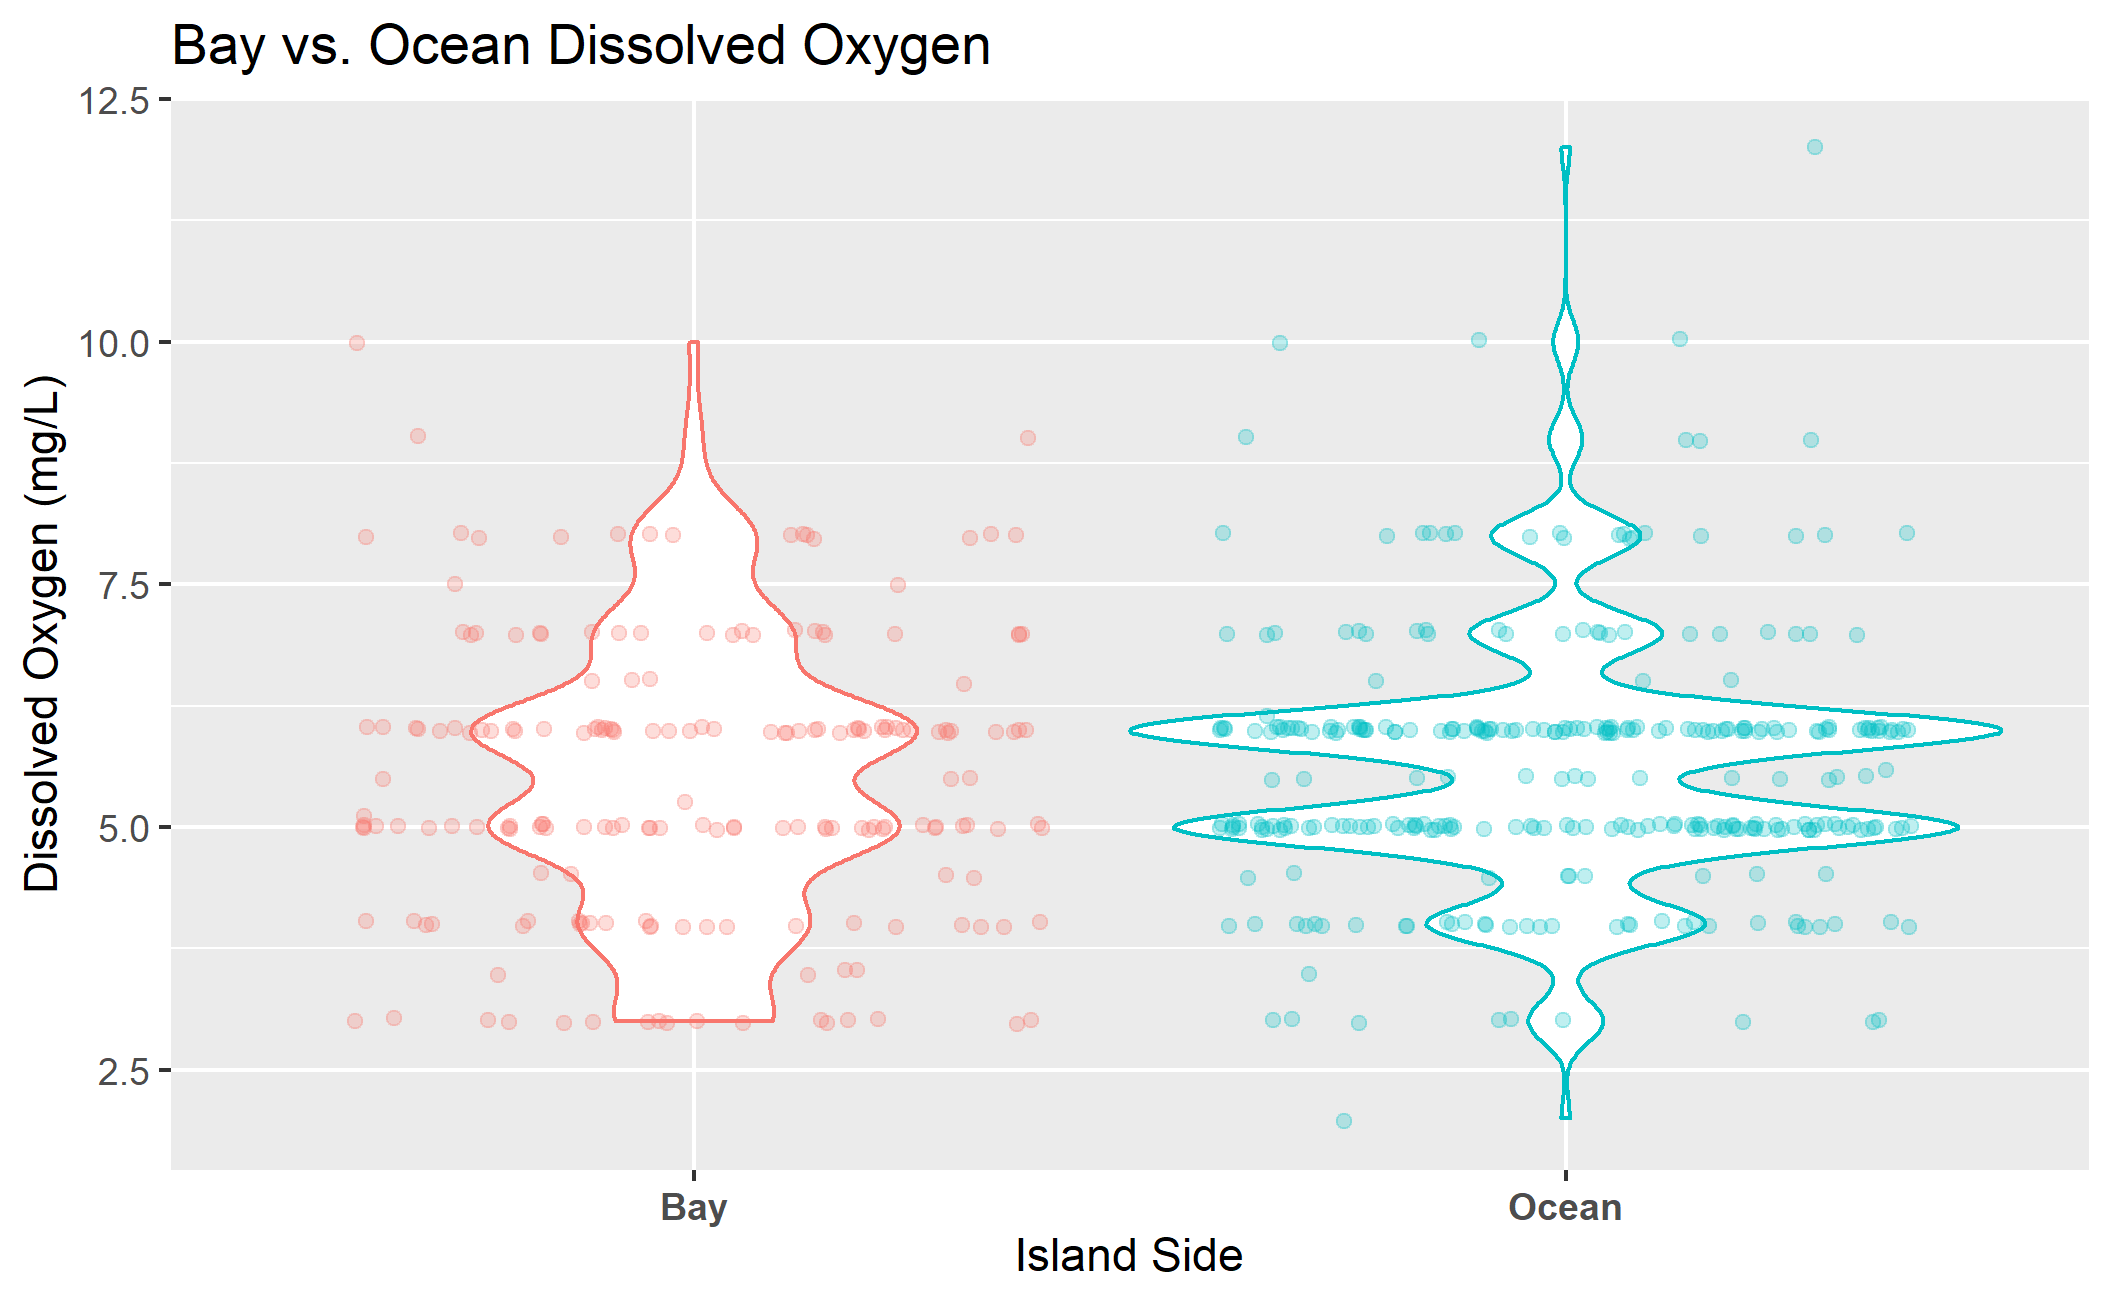 Bay vs. Ocean Dissolved Oxygen
Dissolved Oxygen (mg/L)
12.5
10.0
7.5
5.0
2.5
Bay
Ocean
Island Side